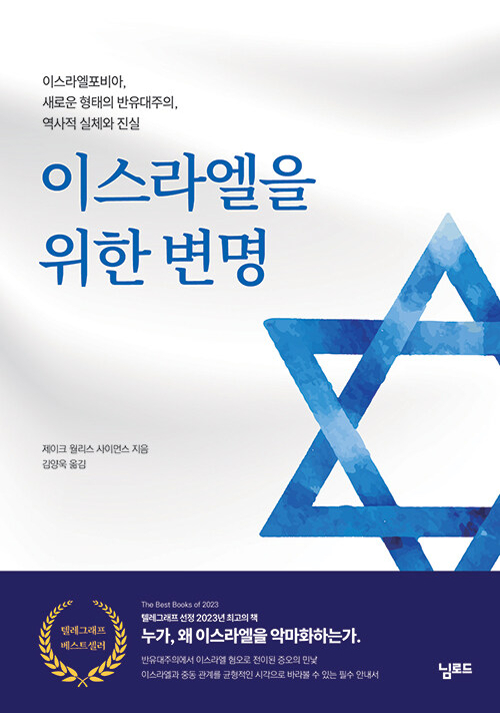 이스라엘포비아,
새로운 형태의 반유대주의,
역사적 실체와 진실
이스라엘을
위한 변명
제이크 월리스 사이먼스 지음
김양욱 옮김
텔레그래프
베스트셀러
The Best Books of 2023
텔레그래프 선정 2023년 최고의 책
누가, 왜 이스라엘을 악마화하는가.
반유대주의에서 이스라엘 혐오로 전이된 증오의 민낯
이스라엘과 중동 관계를 균형적인 시각으로 바라볼 수 있는 필수 안내서
님로드